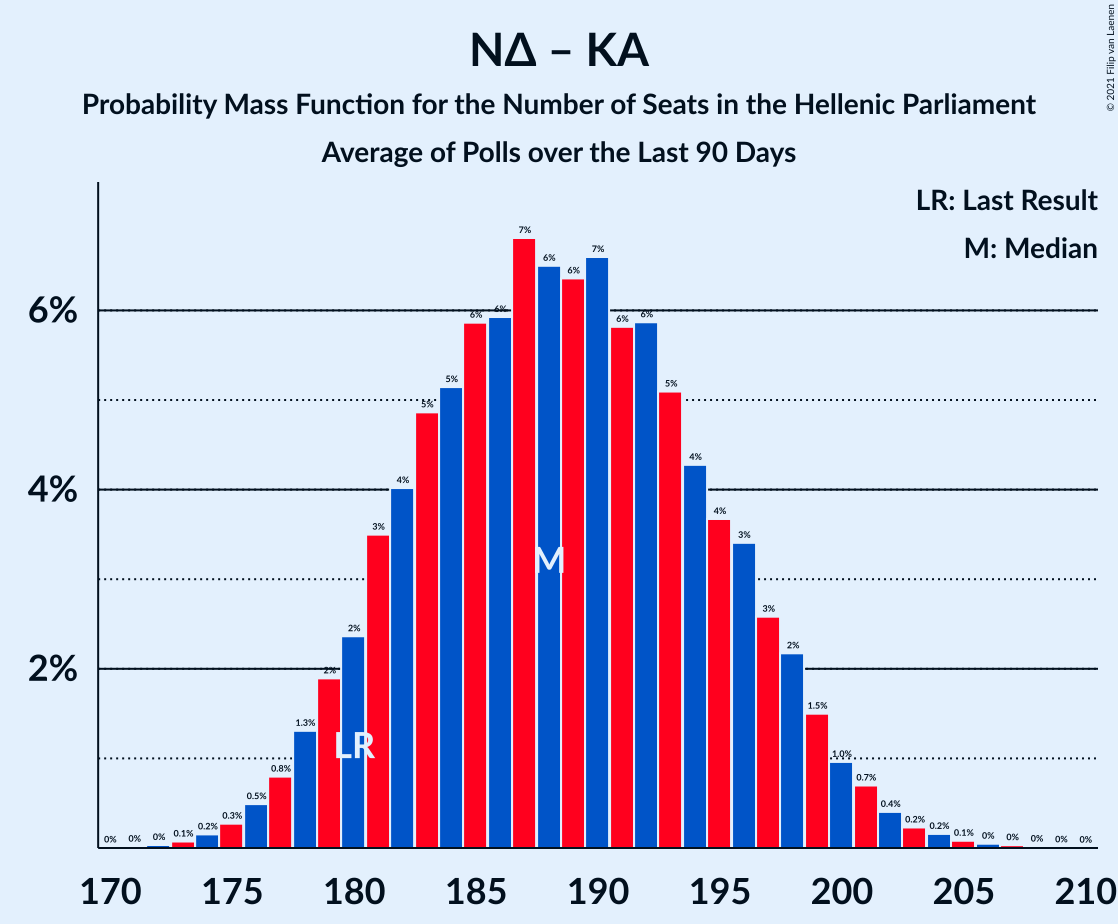 © 2021 Filip van Laenen
ΝΔ – ΚΑ
Probability Mass Function for the Number of Seats in the Hellenic Parliament
Average of Polls over the Last 90 Days
LR: Last Result
M: Median
6%
4%
2%
0% 0% 0% 0.1% 0.2% 0.3% 0.5% 0.8% 1.3% 2% 2% 3% 4% 5% 5% 6% 6% 7% 6% 6% 7% 6% 6% 5% 4% 4% 3% 3% 2% 1.5% 1.0% 0.7% 0.4% 0.2% 0.2% 0.1% 0% 0% 0% 0% 0%
M
LR
170 175 180 185 190 195 200 205 210